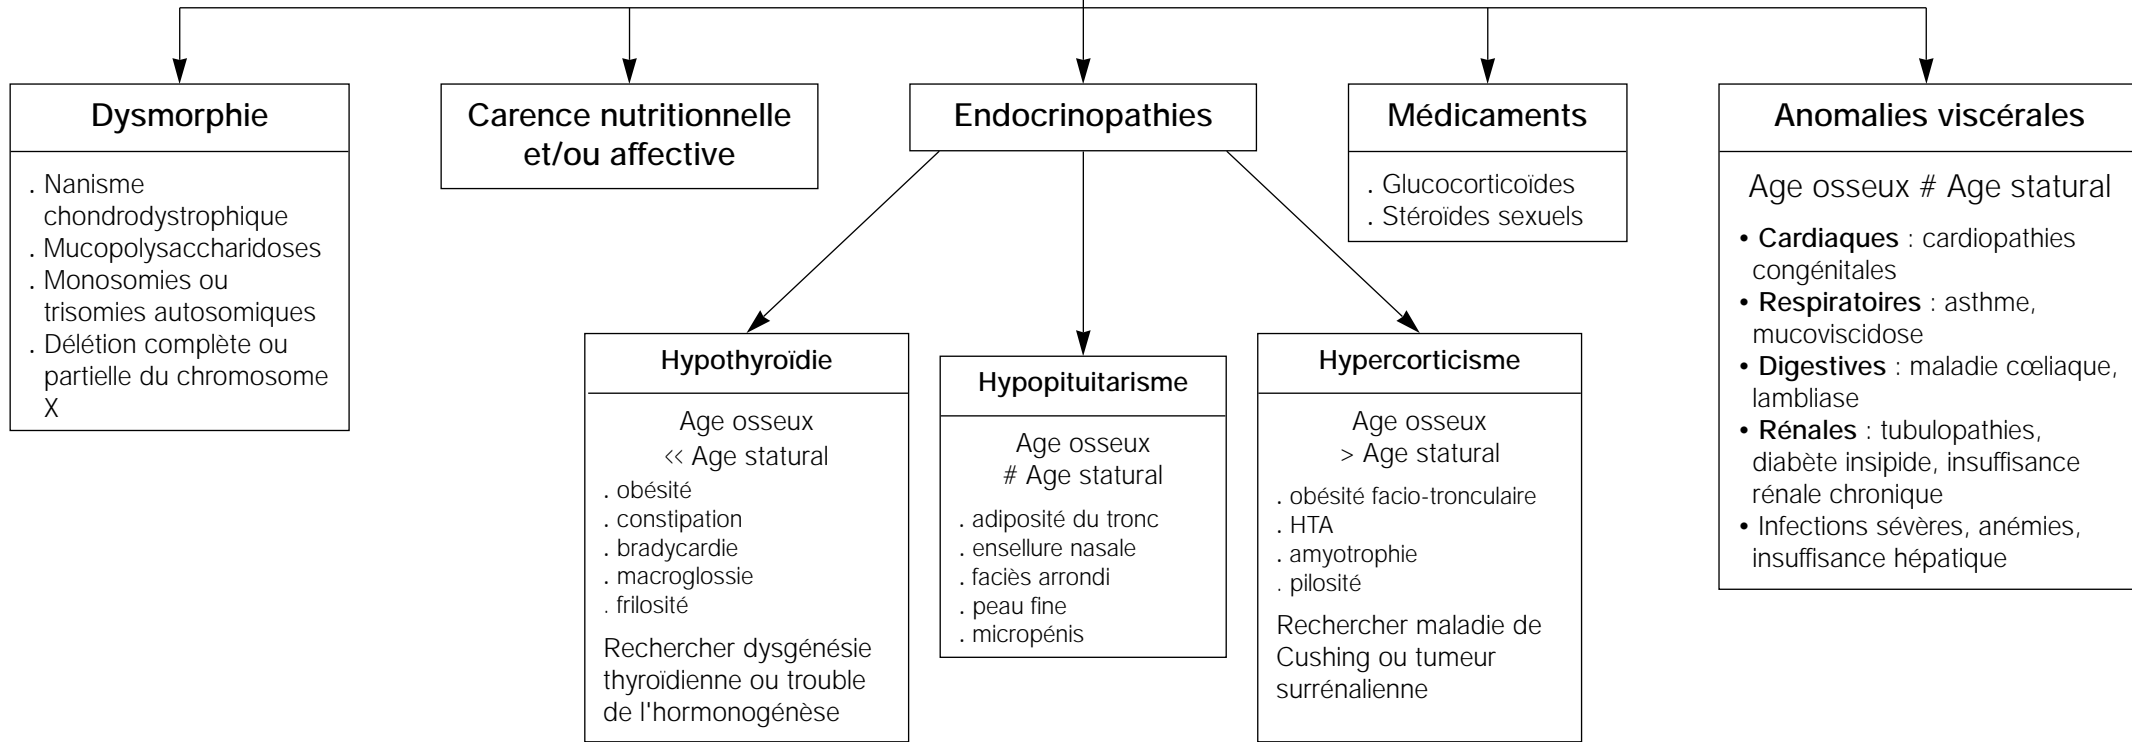 Dysmorphie
. Nanisme
chondrodystrophique
. Mucopolysaccharidoses
. Monosomies ou
trisomies autosomiques
. Délétion complète ou
partielle du chromosome
X
Carence nutritionnelle
et/ou affective
Endocrinopathies
Médicaments
. Glucocorticoïdes
. Stéroïdes sexuels
Anomalies viscérales
Age osseux # Age statural
• Cardiaques : cardiopathies
congénitales
• Respiratoires : asthme,
mucoviscidose
• Digestives : maladie cœliaque,
lambliase
• Rénales : tubulopathies,
diabète insipide, insuffisance
rénale chronique
• Infections sévères, anémies,
insuffisance hépatique
Hypothyroïdie
Age osseux
<< Age statural
. obésité
. constipation
. bradycardie
. macroglossie
. frilosité
Rechercher dysgénésie
thyroïdienne ou trouble
de l'hormonogénèse
Hypopituitarisme
Age osseux
# Age statural
. adiposité du tronc
. ensellure nasale
. faciès arrondi
. peau fine
. micropénis
Hypercorticisme
Age osseux
> Age statural
. obésité facio-tronculaire
. HTA
. amyotrophie
. pilosité
Rechercher maladie de
Cushing ou tumeur
surrénalienne